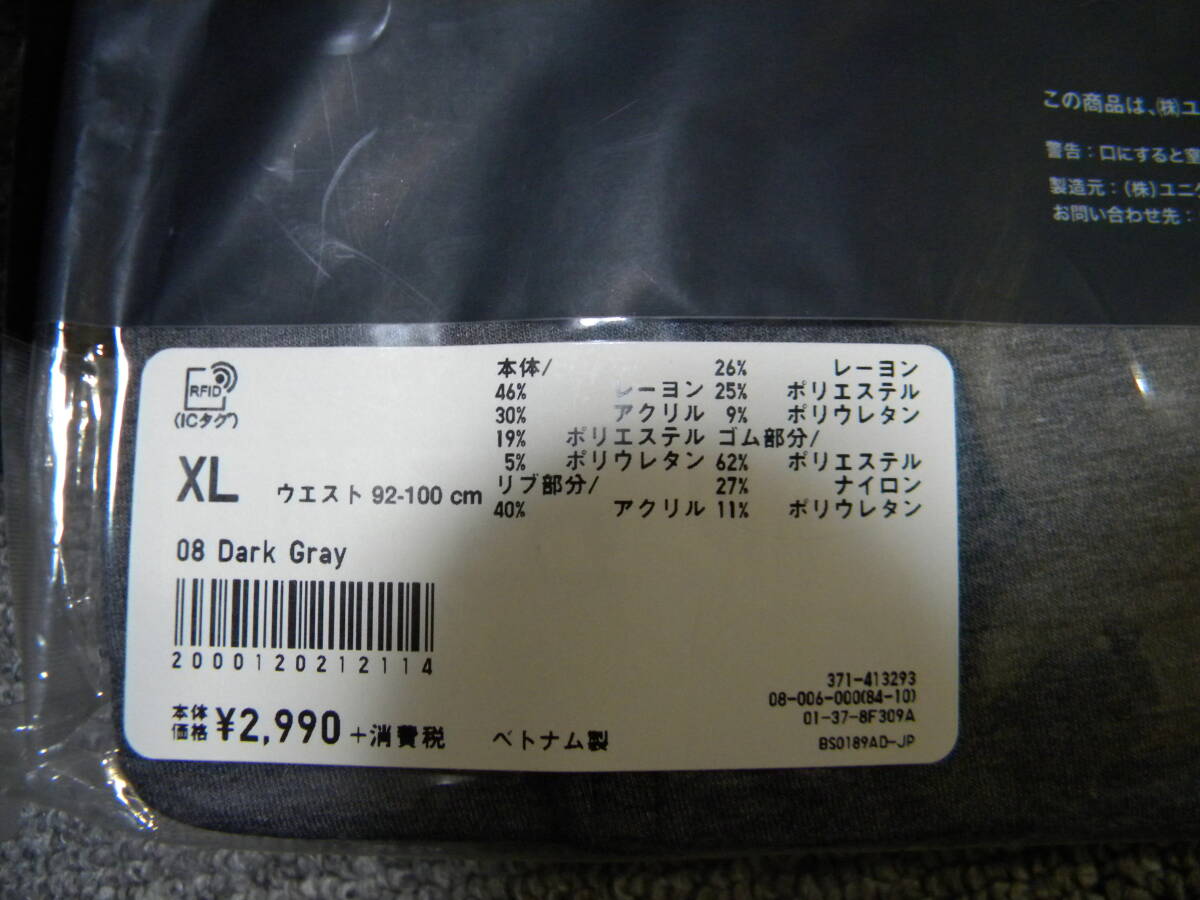 この商品は、㈱ユ
警告：口にすると窒
製造元：(株)ユニク
お問い合わせ先：
RFID
(ICタグ)
XL ウエスト 92-100 cm
08 Dark Gray
2000120212114
本体価格 ¥2,990 +消費税
ベトナム製
本体/
46% レーヨン
30% アクリル
19% ポリエステル
5% ポリウレタン
リブ部分/
40% アクリル
26% レーヨン
25% ポリエステル
9% ポリウレタン
ゴム部分/
62% ポリエステル
27% ナイロン
11% ポリウレタン
371-413293
08-006-000(84-10)
01-37-8F309A
BS0189AD-JP